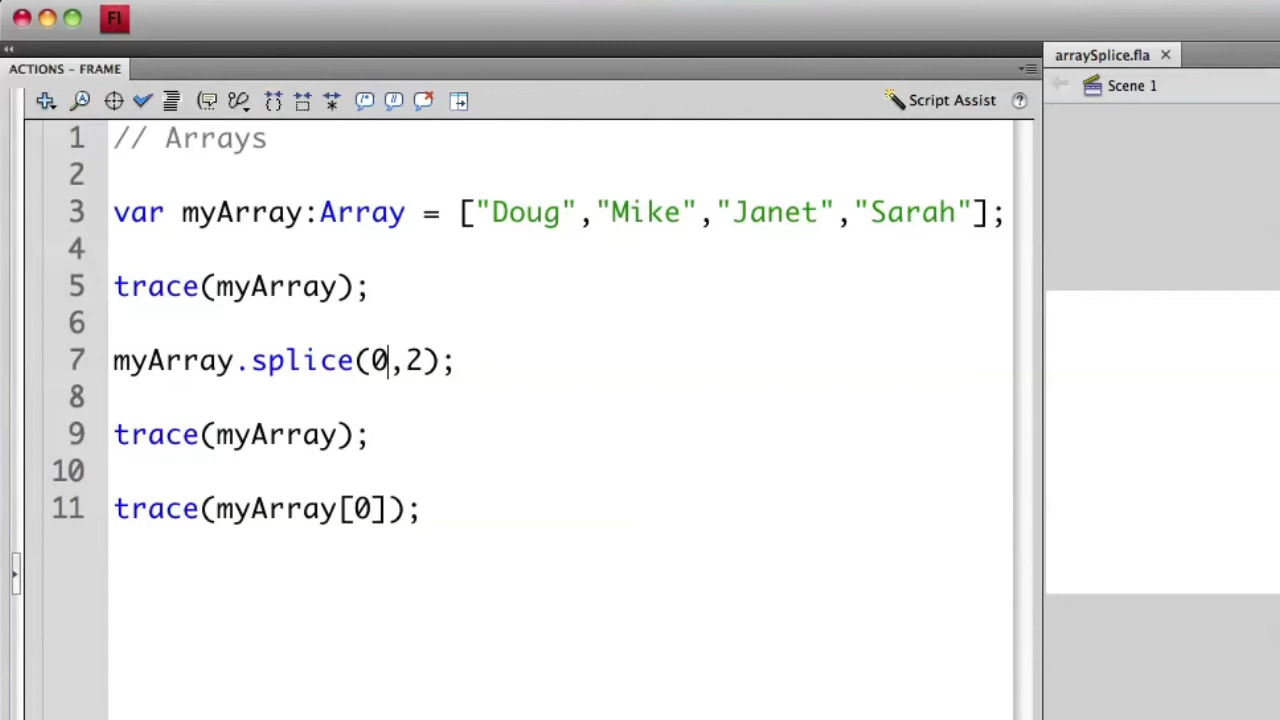 Fl
ACTIONS - FRAME
arraySplice.fla
Script Assist
Scene 1
1 // Arrays
2
3 var myArray:Array = ["Doug","Mike","Janet","Sarah"];
4
5 trace(myArray);
6
7 myArray.splice(0,2);
8
9 trace(myArray);
10
11 trace(myArray[0]);